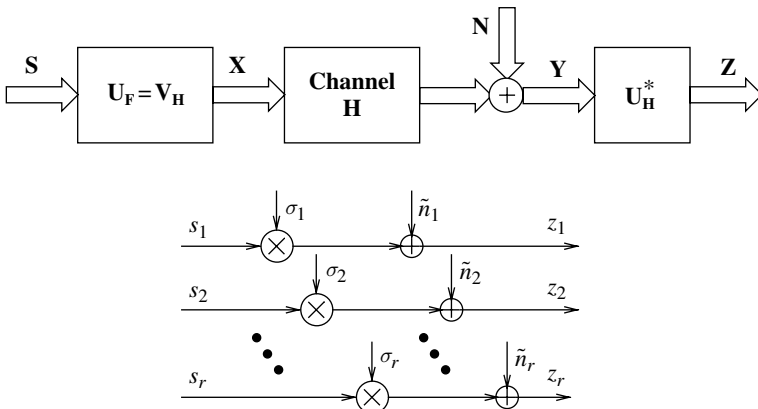 N
S
U_F = V_H
X
Channel
H
+
Y
U_H^*
Z
σ_1
ñ_1
s_1
×
+
z_1
σ_2
ñ_2
s_2
×
+
z_2
σ_r
ñ_r
s_r
×
+
z_r